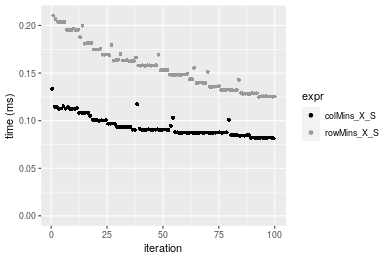 0.20
0.15
0.10
0.05
0.00
time (ms)
0
25
50
75
100
iteration
expr
colMins_X_S
rowMins_X_S